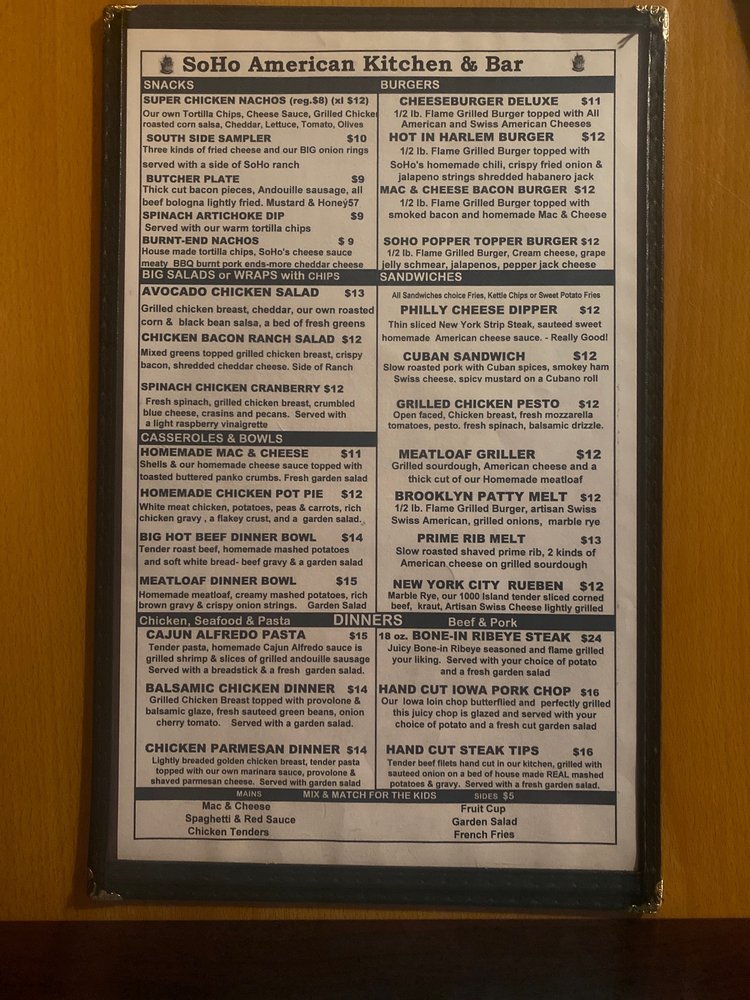 SoHo American Kitchen & Bar
SNACKS
SUPER CHICKEN NACHOS (reg.$8) (xl $12)
Our own Tortilla Chips, Cheese Sauce, Grilled Chicken
roasted corn salsa, Cheddar, Lettuce, Tomato, Olives
SOUTH SIDE SAMPLER $10
Three kinds of fried cheese and our BIG onion rings
served with a side of SoHo ranch
BUTCHER PLATE $9
Thick cut bacon pieces, Andouille sausage, all
beef bologna lightly fried. Mustard & Honey57
SPINACH ARTICHOKE DIP $9
Served with our warm tortilla chips
BURNT-END NACHOS $ 9
House made tortilla chips, SoHo's cheese sauce
meaty BBQ burnt pork ends-more cheddar cheese
BIG SALADS or WRAPS with CHIPS
AVOCADO CHICKEN SALAD $13
Grilled chicken breast, cheddar, our own roasted
corn & black bean salsa, a bed of fresh greens
CHICKEN BACON RANCH SALAD $12
Mixed greens topped grilled chicken breast, crispy
bacon, shredded cheddar cheese. Side of Ranch
SPINACH CHICKEN CRANBERRY $12
Fresh spinach, grilled chicken breast, crumbled
blue cheese, crasins and pecans. Served with
a light raspberry vinaigrette
CASSEROLES & BOWLS
HOMEMADE MAC & CHEESE $11
Shells & our homemade cheese sauce topped with
toasted buttered panko crumbs. Fresh garden salad
HOMEMADE CHICKEN POT PIE $12
White meat chicken, potatoes, peas & carrots, rich
chicken gravy , a flakey crust, and a garden salad.
BIG HOT BEEF DINNER BOWL $14
Tender roast beef, homemade mashed potatoes
and soft white bread- beef gravy & a garden salad
MEATLOAF DINNER BOWL $15
Homemade meatloaf, creamy mashed potatoes, rich
brown gravy & crispy onion strings. Garden Salad
BURGERS
CHEESEBURGER DELUXE $11
1/2 lb. Flame Grilled Burger topped with All
American and Swiss American Cheeses
HOT IN HARLEM BURGER $12
1/2 lb. Flame Grilled Burger topped with
SoHo's homemade chili, crispy fried onion &
jalapeno strings shredded habanero jack
MAC & CHEESE BACON BURGER $12
1/2 lb. Flame Grilled Burger topped with
smoked bacon and homemade Mac & Cheese
SOHO POPPER TOPPER BURGER $12
1/2 lb. Flame Grilled Burger, Cream cheese, grape
jelly schmear, jalapenos, pepper jack cheese
SANDWICHES
All Sandwiches choice Fries, Kettle Chips or Sweet Potato Fries
PHILLY CHEESE DIPPER $12
Thin sliced New York Strip Steak, sauteed sweet
homemade American cheese sauce. - Really Good!
CUBAN SANDWICH $12
Slow roasted pork with Cuban spices, smokey ham
Swiss cheese. spicy mustard on a Cubano roll
GRILLED CHICKEN PESTO $12
Open faced, Chicken breast, fresh mozzarella
tomatoes, pesto. fresh spinach, balsamic drizzle.
MEATLOAF GRILLER $12
Grilled sourdough, American cheese and a
thick cut of our Homemade meatloaf
BROOKLYN PATTY MELT $12
1/2 lb. Flame Grilled Burger, artisan Swiss
Swiss American, grilled onions, marble rye
PRIME RIB MELT $13
Slow roasted shaved prime rib, 2 kinds of
American cheese on grilled sourdough
NEW YORK CITY RUEBEN $12
Marble Rye, our 1000 Island tender sliced corned
beef, kraut, Artisan Swiss Cheese lightly grilled
DINNERS
Chicken, Seafood & Pasta
CAJUN ALFREDO PASTA $15
Tender pasta, homemade Cajun Alfredo sauce is
grilled shrimp & slices of grilled andouille sausage
Served with a breadstick & a fresh garden salad.
BALSAMIC CHICKEN DINNER $14
Grilled Chicken Breast topped with provolone &
balsamic glaze, fresh sauteed green beans, onion
cherry tomato. Served with a garden salad.
CHICKEN PARMESAN DINNER $14
Lightly breaded golden chicken breast, tender pasta
topped with our own marinara sauce, provolone &
shaved parmesan cheese. Served with garden salad
Beef & Pork
18 oz. BONE-IN RIBEYE STEAK $24
Juicy Bone-in Ribeye seasoned and flame grilled
your liking. Served with your choice of potato
and a fresh garden salad
HAND CUT IOWA PORK CHOP $16
Our Iowa loin chop butterflied and perfectly grilled
this juicy chop is glazed and served with your
choice of potato and a fresh cut garden salad
HAND CUT STEAK TIPS $16
Tender beef filets hand cut in our kitchen, grilled with
sauteed onion on a bed of house made REAL mashed
potatoes & gravy. Served with a fresh garden salad.
MAINS MIX & MATCH FOR THE KIDS SIDES $5
Mac & Cheese
Spaghetti & Red Sauce
Chicken Tenders
Fruit Cup
Garden Salad
French Fries